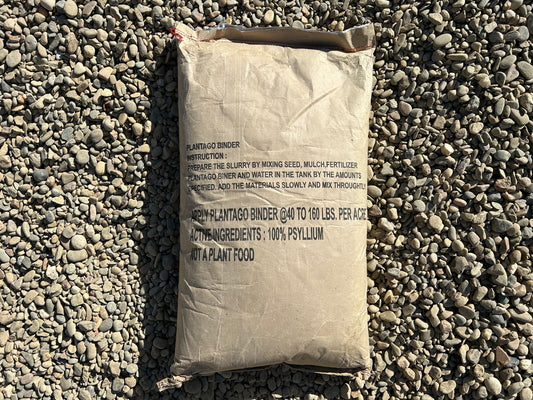 PLANTAGO BINDER
INSTRUCTION :
PREPARE THE SLURRY BY MIXING SEED, MULCH,FERTILIZER
PLANTAGO BINER AND WATER IN THE TANK BY THE AMOUNTS
SPECIFIED. ADD THE MATERIALS SLOWLY AND MIX THROUGHTLY
APPLY PLANTAGO BINDER @40 TO 160 LBS. PER ACRE
ACTIVE INGREDIENTS : 100% PSYLLIUM
NOT A PLANT FOOD